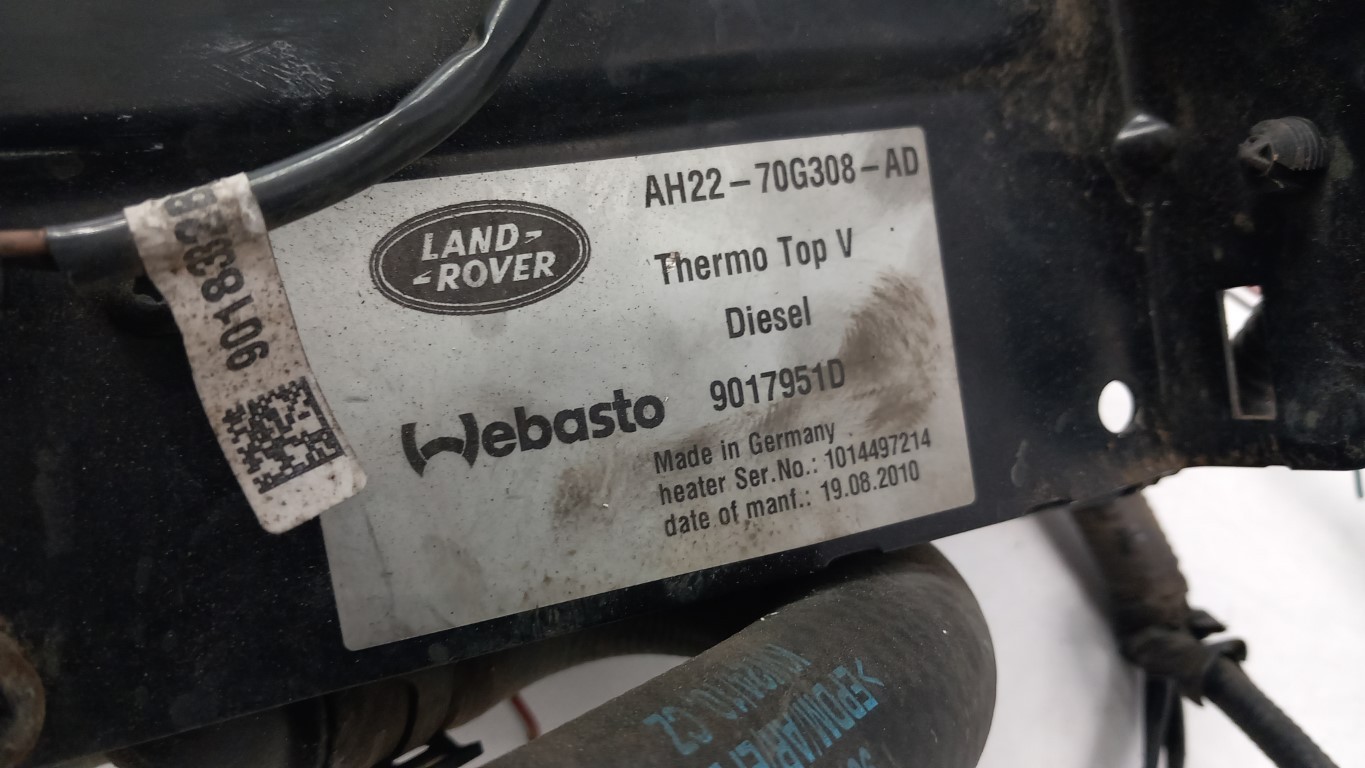 AH22-70G308-AD
LAND-
-ROVER
Thermo Top V
Diesel
9017951D
Webasto
Made in Germany
heater Ser.No.: 1014497214
date of manf.: 19.08.2010
9018332B